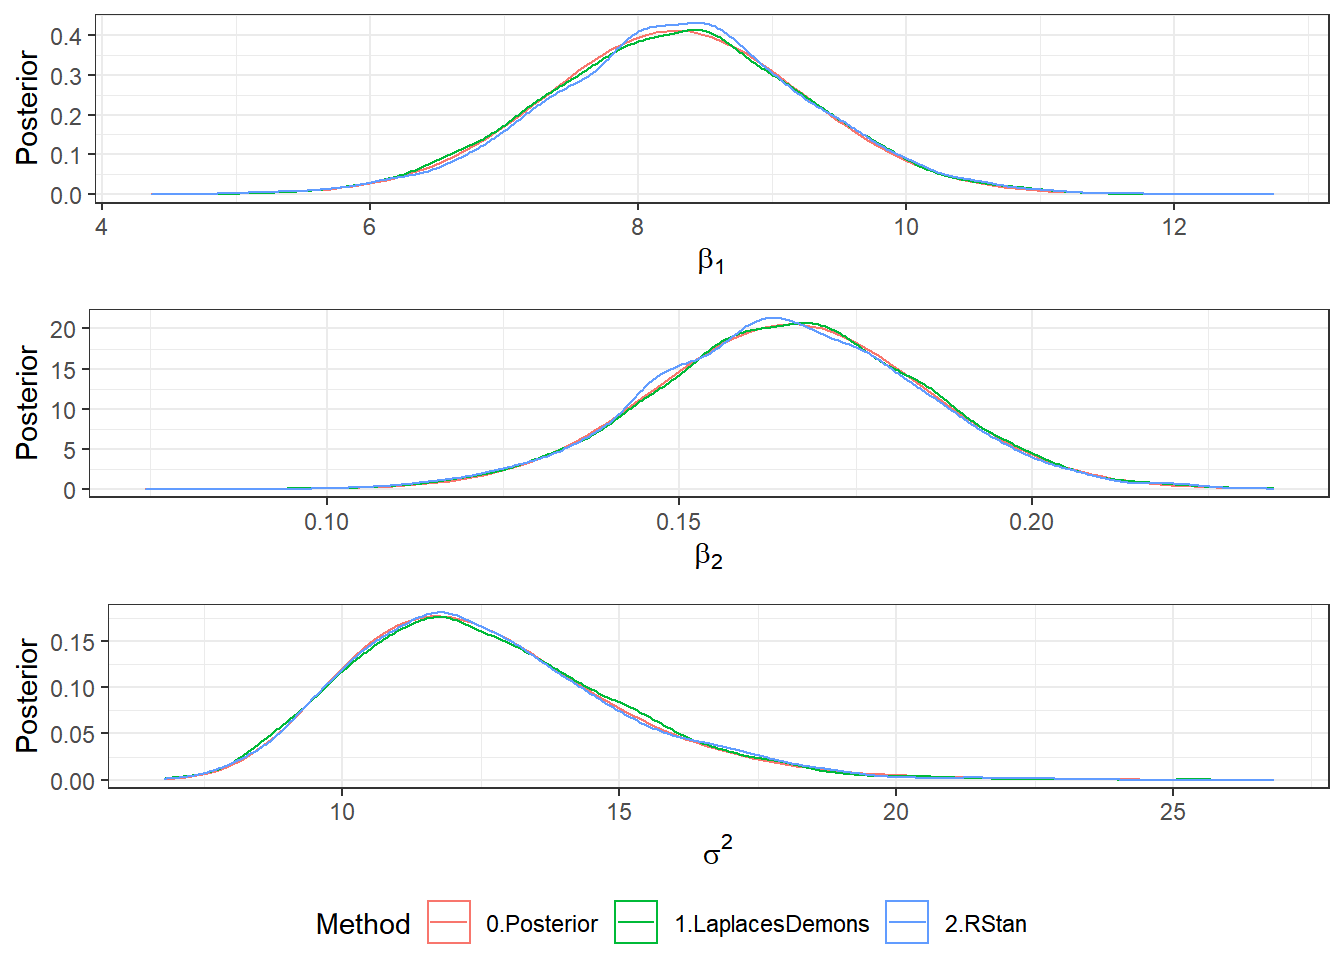 0.4
0.3
0.2
0.1
0.0
Posterior
4 6 8 10 12
β1
20
15
10
5
0
Posterior
0.10 0.15 0.20
β2
0.15
0.10
0.05
0.00
Posterior
10 15 20 25
σ2
Method 0.Posterior 1.LaplacesDemons 2.RStan